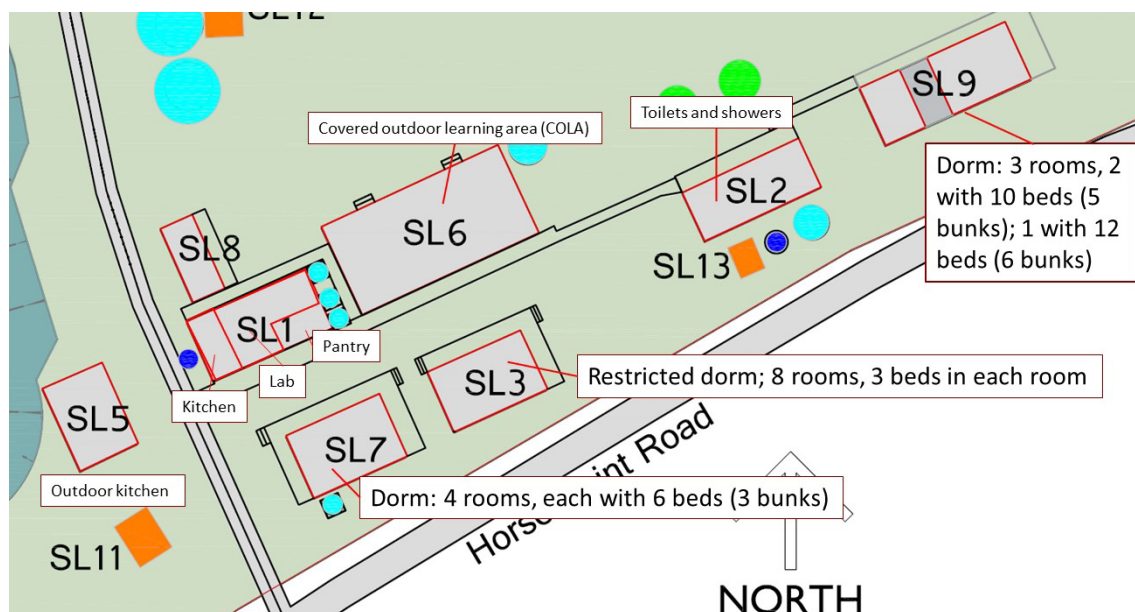 SL12
Covered outdoor learning area (COLA)
Toilets and showers
SL9
Dorm: 3 rooms, 2
with 10 beds (5
bunks); 1 with 12
beds (6 bunks)
SL2
SL6
SL8
SL13
SL1
Pantry
Lab
Kitchen
SL3
Restricted dorm; 8 rooms, 3 beds in each room
SL5
SL7
Outdoor kitchen
Dorm: 4 rooms, each with 6 beds (3 bunks)
SL11
Road
NORTH